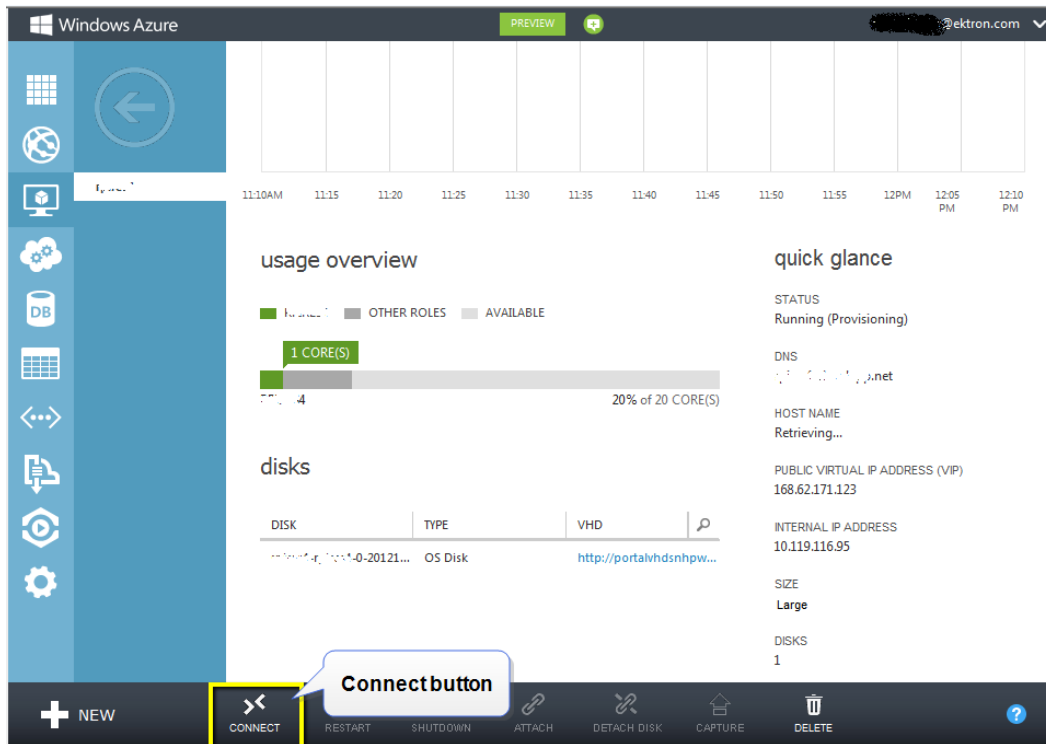 Windows Azure
PREVIEW
@ektron.com
11:10AM 11:15 11:20 11:25 11:30 11:35 11:40 11:45 11:50 11:55 12PM 12:05 PM 12:10 PM
usage overview
OTHER ROLES AVAILABLE
1 CORE(S)
20% of 20 CORE(S)
disks
DISK TYPE VHD
-0-20121... OS Disk http://portalvhdsnhpw...
quick glance
STATUS
Running (Provisioning)
DNS
.net
HOST NAME
Retrieving...
PUBLIC VIRTUAL IP ADDRESS (VIP)
168.62.171.123
INTERNAL IP ADDRESS
10.119.116.95
SIZE
Large
DISKS
1
DB
Connect button
NEW CONNECT RESTART SHUTDOWN ATTACH DETACH DISK CAPTURE DELETE ?